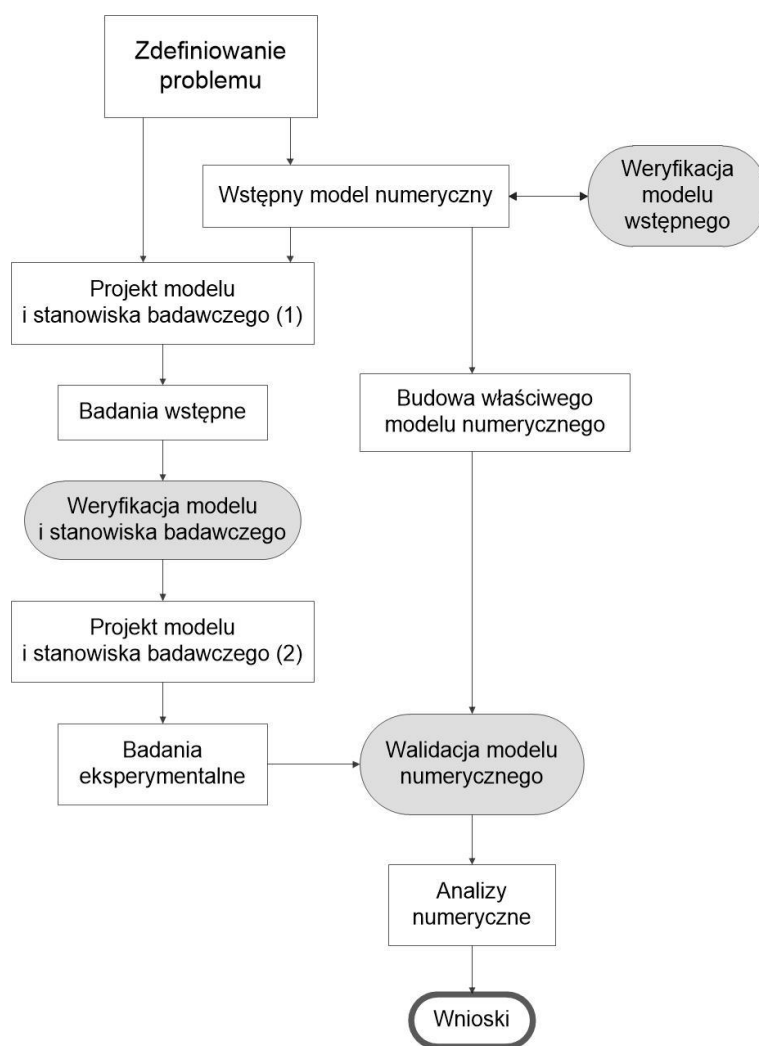 Zdefiniowanie
problemu
Wstępny model numeryczny
Weryfikacja
modelu
wstępnego
Projekt modelu
i stanowiska badawczego (1)
Badania wstępne
Budowa właściwego
modelu numerycznego
Weryfikacja modelu
i stanowiska badawczego
Projekt modelu
i stanowiska badawczego (2)
Badania
eksperymentalne
Walidacja modelu
numerycznego
Analizy
numeryczne
Wnioski